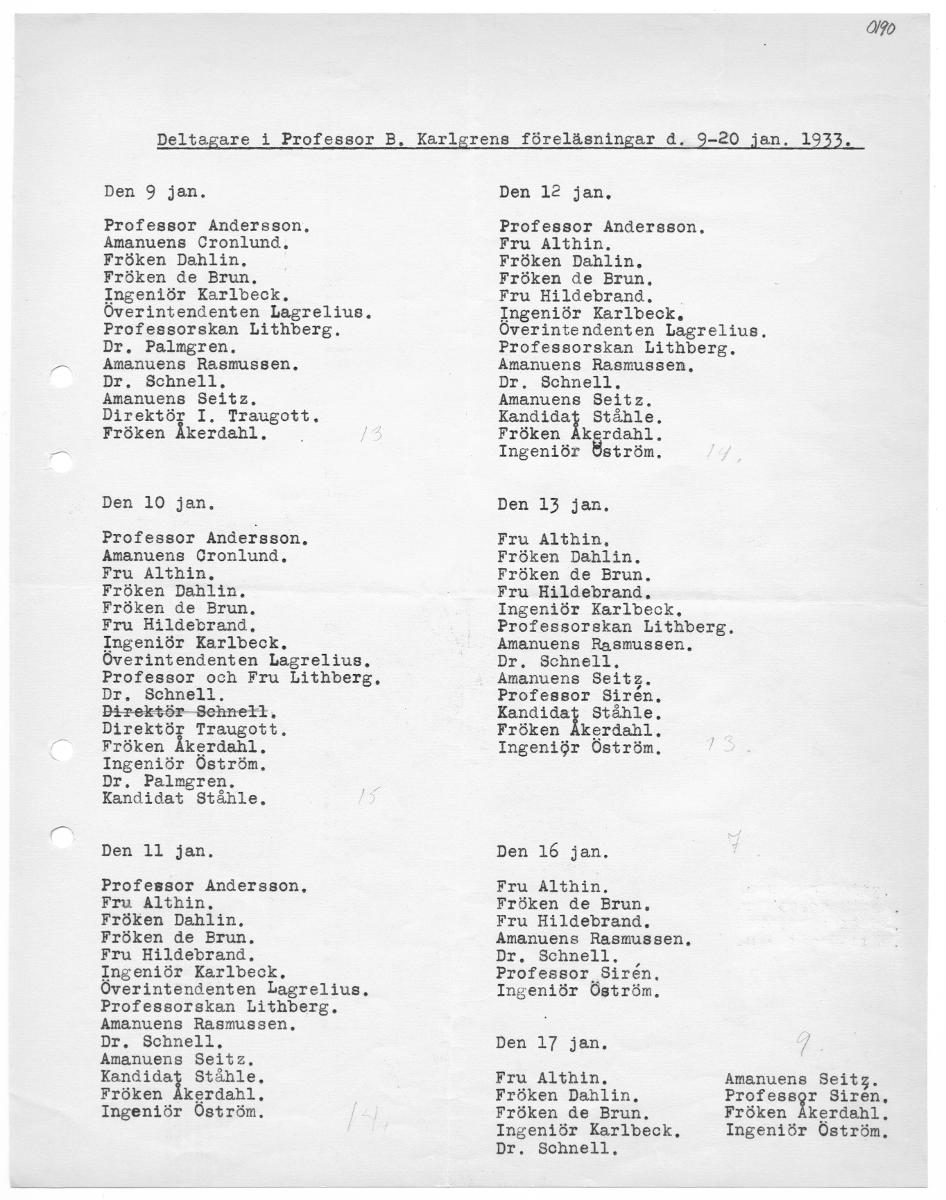 0190
Deltagare i Professor B. Karlgrens föreläsningar d. 9-20 jan. 1933.
Den 9 jan.
Professor Andersson.
Amanuens Cronlund.
Fröken Dahlin.
Fröken de Brun.
Ingeniör Karlbeck.
Överintendenten Lagrelius.
Professorskan Lithberg.
Dr. Palmgren.
Amanuens Rasmussen.
Dr. Schnell.
Amanuens Seitz.
Direktör I. Traugott.
Fröken Åkerdahl. 13
Den 10 jan.
Professor Andersson.
Amanuens Cronlund.
Fru Althin.
Fröken Dahlin.
Fröken de Brun.
Fru Hildebrand.
Ingeniör Karlbeck.
Överintendenten Lagrelius.
Professor och Fru Lithberg.
Dr. Schnell.
Direktör Schnell.
Direktör Traugott.
Fröken Åkerdahl.
Ingeniör Öström.
Dr. Palmgren.
Kandidat Ståhle. 15
Den 11 jan.
Professor Andersson.
Fru Althin.
Fröken Dahlin.
Fröken de Brun.
Fru Hildebrand.
Ingeniör Karlbeck.
Överintendenten Lagrelius.
Professorskan Lithberg.
Amanuens Rasmussen.
Dr. Schnell.
Amanuens Seitz.
Kandidat Ståhle.
Fröken Åkerdahl.
Ingeniör Öström. 14.
Den 12 jan.
Professor Andersson.
Fru Althin.
Fröken Dahlin.
Fröken de Brun.
Fru Hildebrand.
Ingeniör Karlbeck.
Överintendenten Lagrelius.
Professorskan Lithberg.
Amanuens Rasmussen.
Dr. Schnell.
Amanuens Seitz.
Kandidat Ståhle.
Fröken Åkerdahl.
Ingeniör Öström. 14.
Den 13 jan.
Fru Althin.
Fröken Dahlin.
Fröken de Brun.
Fru Hildebrand.
Ingeniör Karlbeck.
Professorskan Lithberg.
Amanuens Rasmussen.
Dr. Schnell.
Amanuens Seitz.
Professor Sirén.
Kandidat Ståhle.
Fröken Åkerdahl.
Ingeniör Öström. 13.
Den 16 jan. 7
Fru Althin.
Fröken de Brun.
Fru Hildebrand.
Amanuens Rasmussen.
Dr. Schnell.
Professor Sirén.
Ingeniör Öström.
Den 17 jan. 9.
Fru Althin.
Fröken Dahlin.
Fröken de Brun.
Ingeniör Karlbeck.
Dr. Schnell.
Amanuens Seitz.
Professor Sirén.
Fröken Åkerdahl.
Ingeniör Öström.